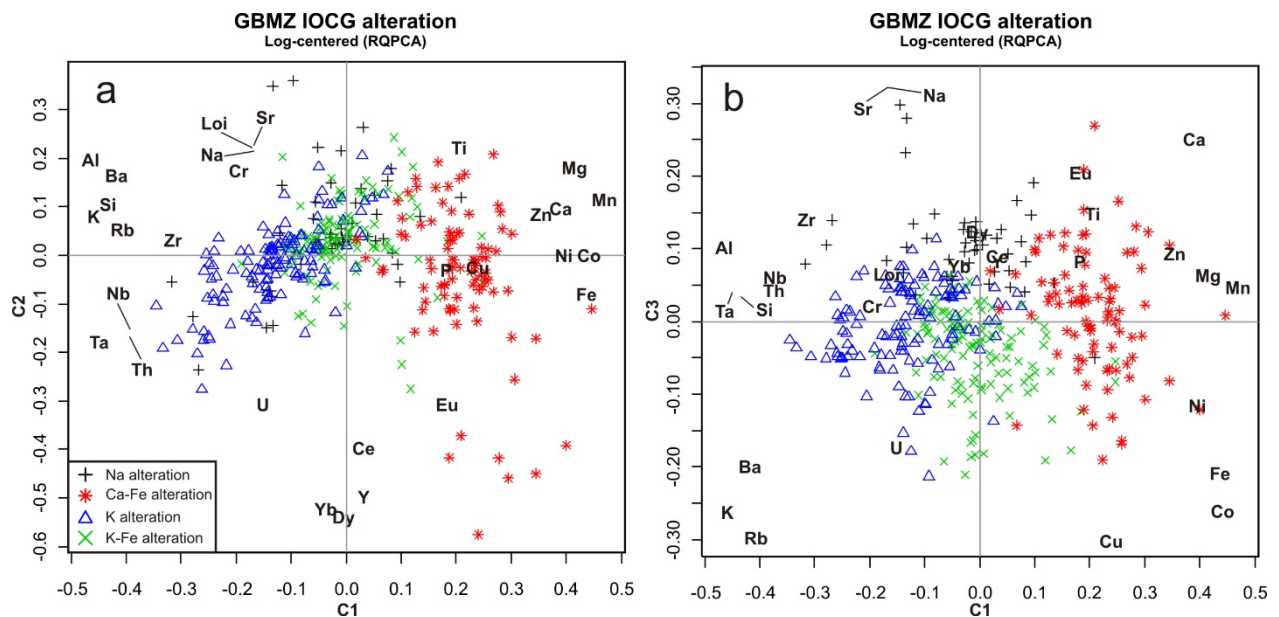 GBMZ IOCG alteration
Log-centered (RQPCA)
a
Sr
Loi
Na
Cr
Al
Ba
Si
K
Rb
Zr
Ti
Mg
Mn
Ca
Zn
Ni Co
P
Cu
Fe
Nb
Ta
Th
U
Eu
Ce
Y
Yb
Dy
Na alteration
Ca-Fe alteration
K alteration
K-Fe alteration
0.3
0.2
0.1
0.0
-0.1
-0.2
-0.3
-0.4
-0.5
-0.6
C2
-0.5 -0.4 -0.3 -0.2 -0.1 0.0 0.1 0.2 0.3 0.4 0.5
C1
GBMZ IOCG alteration
Log-centered (RQPCA)
b
Na
Sr
Ca
Eu
Ti
Zr
Dy
Al
Ce
Y
Zn
P
Yb
Loi
Nb
Th
Mg
Mn
Ta
Si
Cr
Ni
U
Ba
Fe
K
Co
Rb
Cu
0.30
0.20
0.10
0.00
-0.10
-0.20
-0.30
C3
-0.5 -0.4 -0.3 -0.2 -0.1 0.0 0.1 0.2 0.3 0.4 0.5
C1